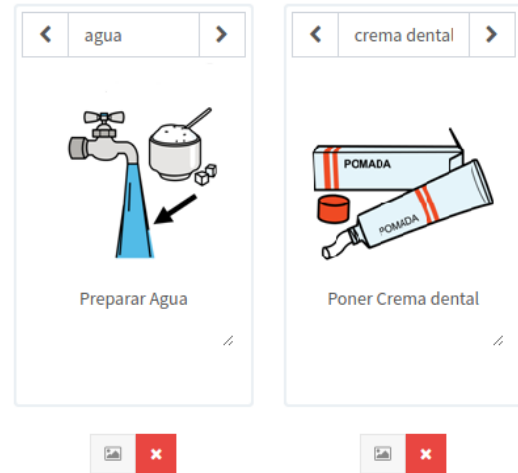 agua
crema dental
POMADA
POMADA
Preparar Agua
Poner Crema dental